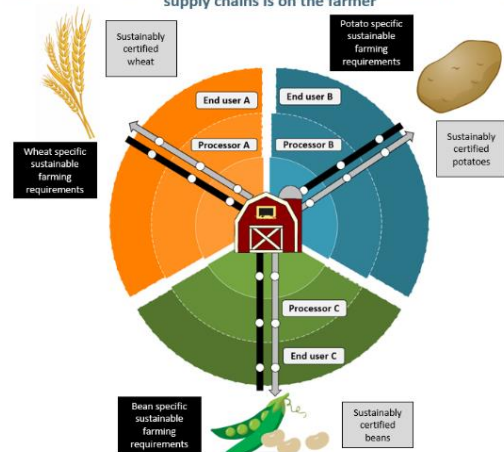 supply chains is on the farmer
Sustainably
certified
wheat
Potato specific
sustainable
farming
requirements
End user A
End user B
Processor A
Processor B
Wheat specific
sustainable
farming
requirements
Sustainably
certified
potatoes
Processor C
End user C
Bean specific
sustainable
farming
requirements
Sustainably
certified
beans